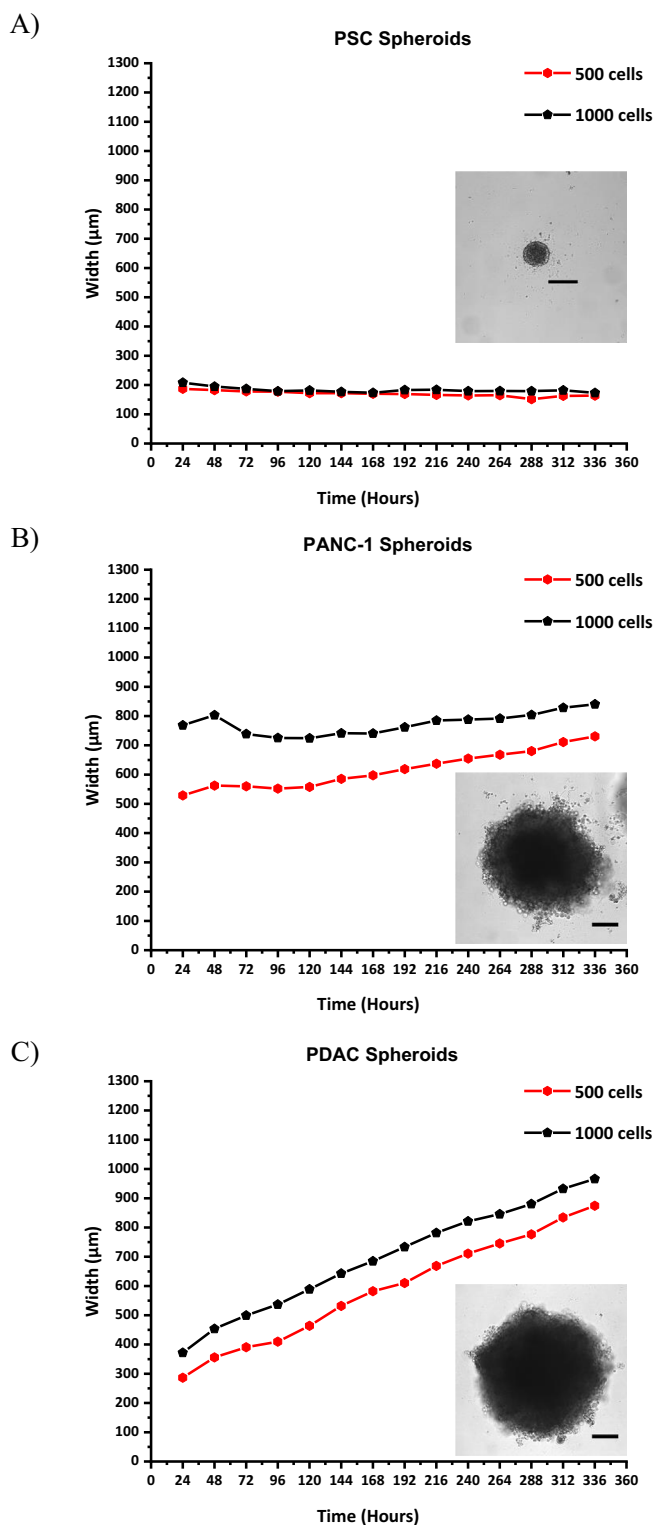 A)
PSC Spheroids
1300
1200
1100
1000
900
800
700
600
500
400
300
200
100
0
Width (µm)
500 cells
1000 cells
0 24 48 72 96 120 144 168 192 216 240 264 288 312 336 360
Time (Hours)
B)
PANC-1 Spheroids
1300
1200
1100
1000
900
800
700
600
500
400
300
200
100
0
Width (µm)
500 cells
1000 cells
0 24 48 72 96 120 144 168 192 216 240 264 288 312 336 360
Time (Hours)
C)
PDAC Spheroids
1300
1200
1100
1000
900
800
700
600
500
400
300
200
100
0
Width (µm)
500 cells
1000 cells
0 24 48 72 96 120 144 168 192 216 240 264 288 312 336 360
Time (Hours)